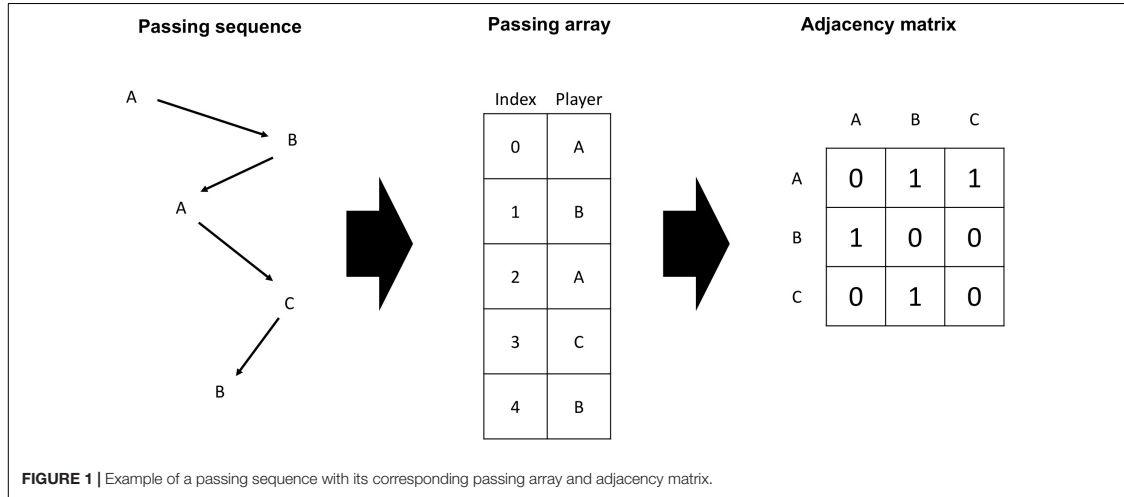 Passing sequence
Passing array
Adjacency matrix
A
B
A
C
B
Index Player
0 A
1 B
2 A
3 C
4 B
A B C
A 0 1 1
B 1 0 0
C 0 1 0
FIGURE 1 | Example of a passing sequence with its corresponding passing array and adjacency matrix.